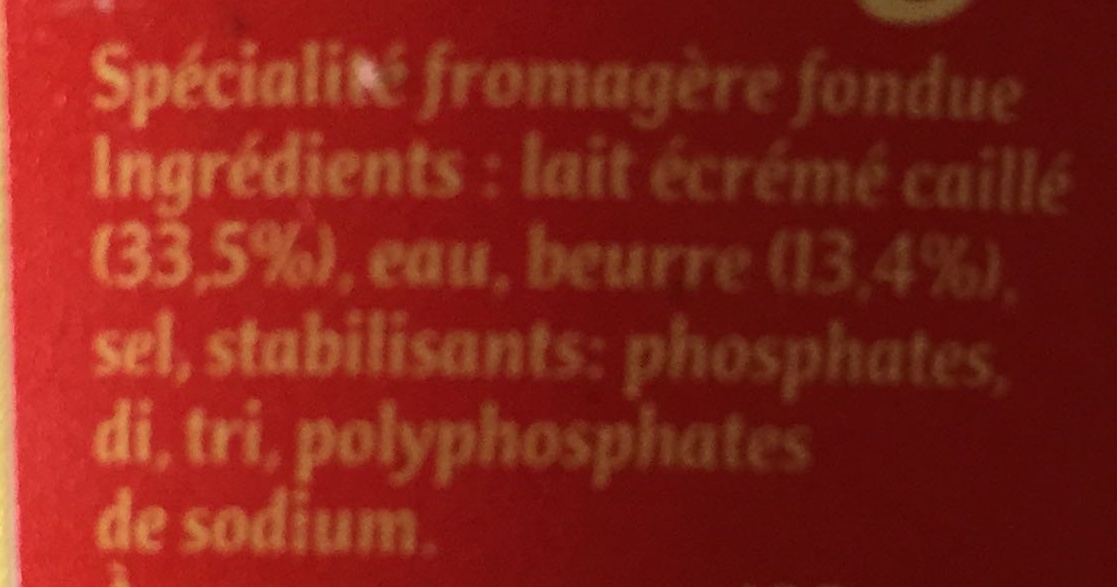 Spécialité fromagère fondue
Ingrédients : lait écrémé caillé
(33,5%), eau, beurre (13,4%),
sel, stabilisants: phosphates,
di, tri, polyphosphates
de sodium.